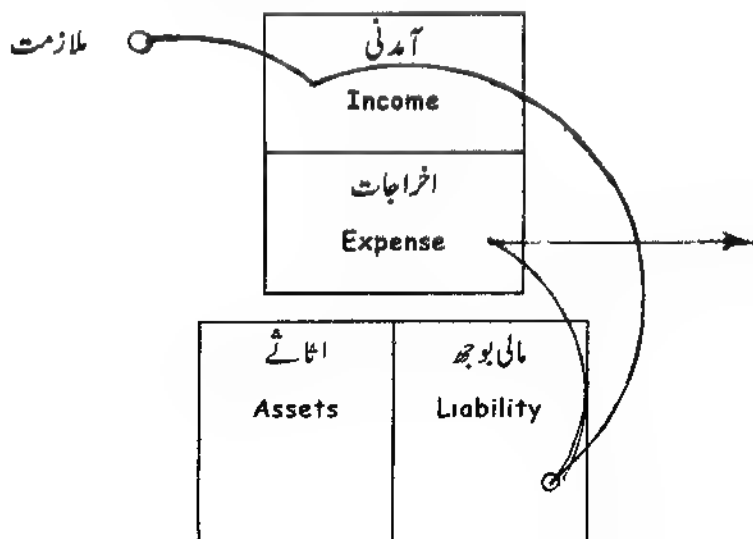 ملازمت
آمدنی
Income
اخراجات
Expense
اثاثے
Assets
مالی بوجھ
Liability